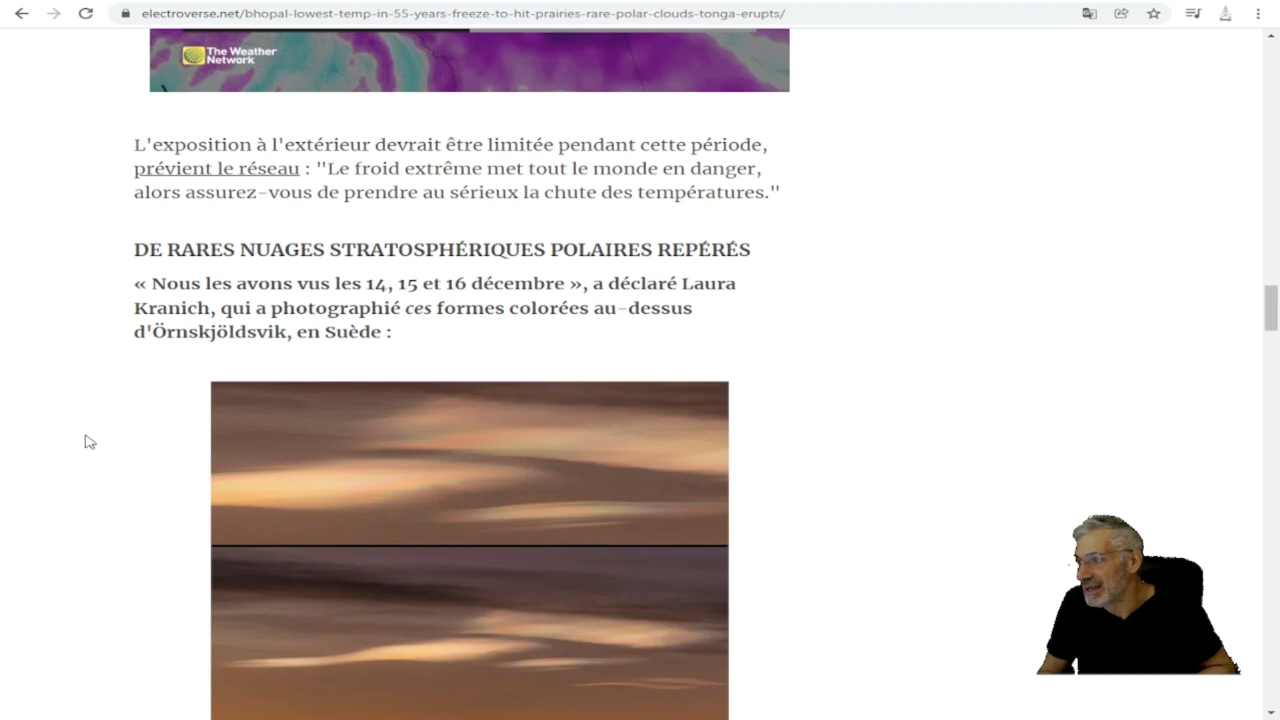 electroverse.net/bhopal-lowest-temp-in-55-years-freeze-to-hit-prairies-rare-polar-clouds-tonga-erupts/
The Weather
Network
L'exposition à l'extérieur devrait être limitée pendant cette période,
prévient le réseau : "Le froid extrême met tout le monde en danger,
alors assurez-vous de prendre au sérieux la chute des températures."
DE RARES NUAGES STRATOSPHÉRIQUES POLAIRES REPÉRÉS
« Nous les avons vus les 14, 15 et 16 décembre », a déclaré Laura
Kranich, qui a photographié ces formes colorées au-dessus
d'Örnskjöldsvik, en Suède :